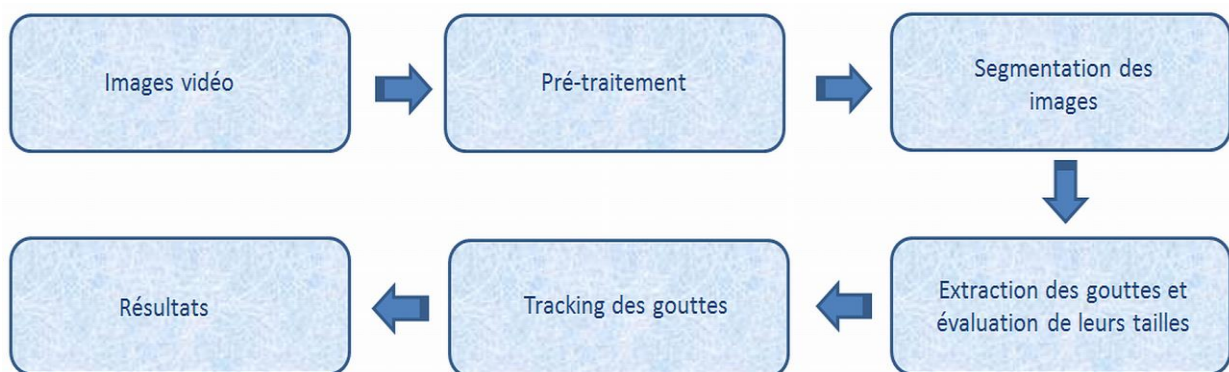 Images vidéo
Pré-traitement
Segmentation des
images
Extraction des gouttes et
évaluation de leurs tailles
Tracking des gouttes
Résultats